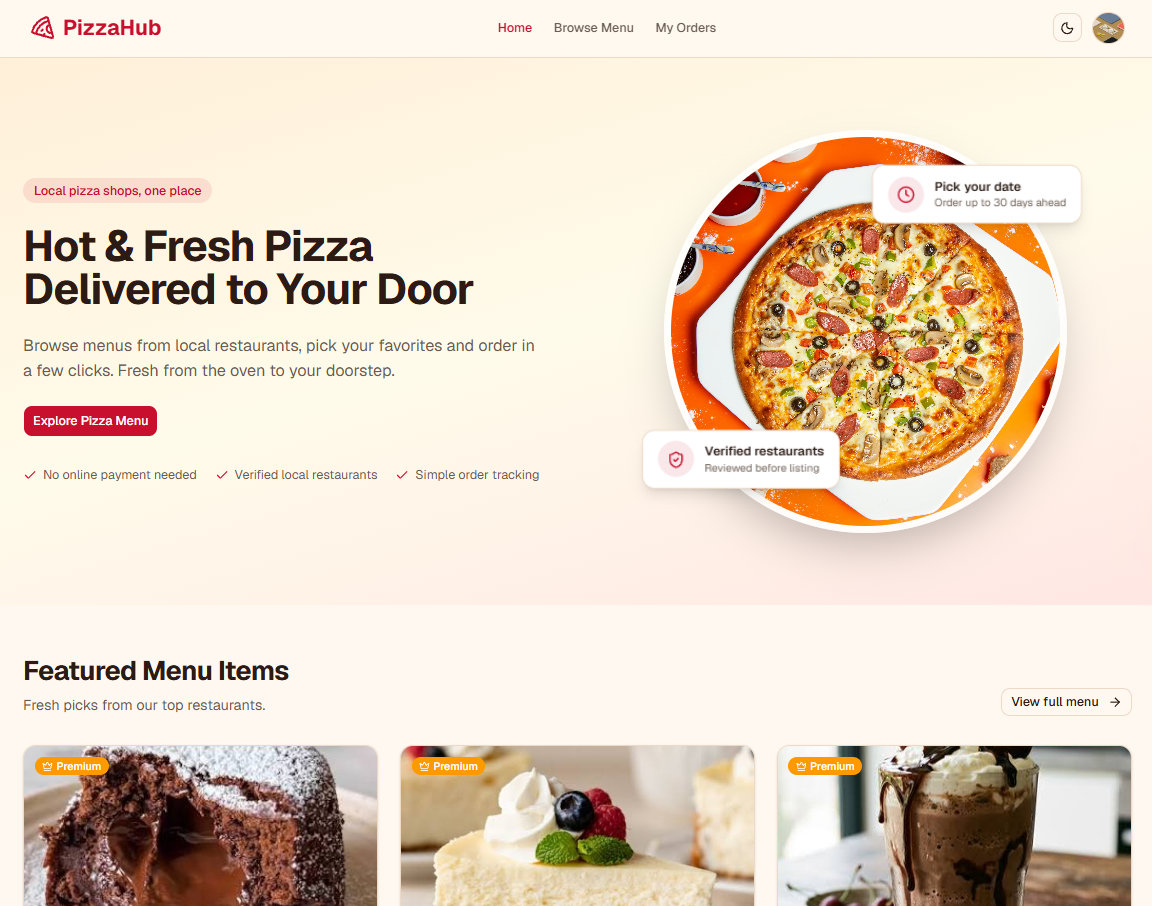 PizzaHub
Home
Browse Menu
My Orders
Local pizza shops, one place
Hot & Fresh Pizza
Delivered to Your Door
Browse menus from local restaurants, pick your favorites and order in
a few clicks. Fresh from the oven to your doorstep.
Explore Pizza Menu
No online payment needed
Verified local restaurants
Simple order tracking
Pick your date
Order up to 30 days ahead
Verified restaurants
Reviewed before listing
Featured Menu Items
Fresh picks from our top restaurants.
View full menu
Premium
Premium
Premium